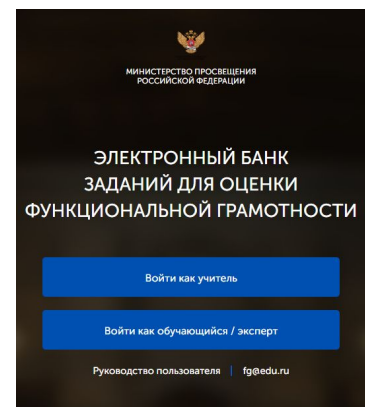 МИНИСТЕРСТВО ПРОСВЕЩЕНИЯ
РОССИЙСКОЙ ФЕДЕРАЦИИ
ЭЛЕКТРОННЫЙ БАНК
ЗАДАНИЙ ДЛЯ ОЦЕНКИ
ФУНКЦИОНАЛЬНОЙ ГРАМОТНОСТИ
Войти как учитель
Войти как обучающийся / эксперт
Руководство пользователя | fg@edu.ru